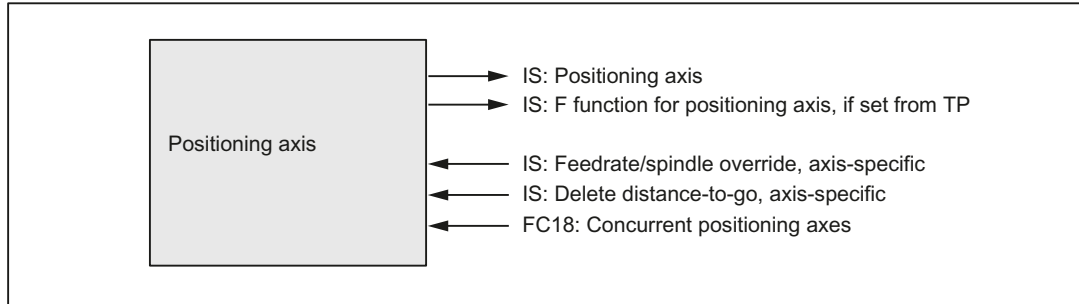 IS: Positioning axis
IS: F function for positioning axis, if set from TP
Positioning axis
IS: Feedrate/spindle override, axis-specific
IS: Delete distance-to-go, axis-specific
FC18: Concurrent positioning axes